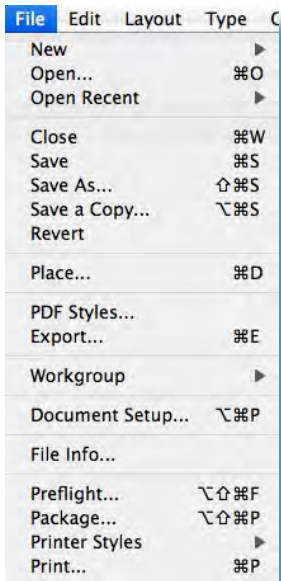 File Edit Layout Type
New ▶
Open... ⌘O
Open Recent ▶
Close ⌘W
Save ⌘S
Save As... ⇧⌘S
Save a Copy... ⌥⌘S
Revert
Place... ⌘D
PDF Styles...
Export... ⌘E
Workgroup ▶
Document Setup... ⌥⌘P
File Info...
Preflight... ⌥⇧⌘F
Package... ⌥⇧⌘P
Printer Styles ▶
Print... ⌘P